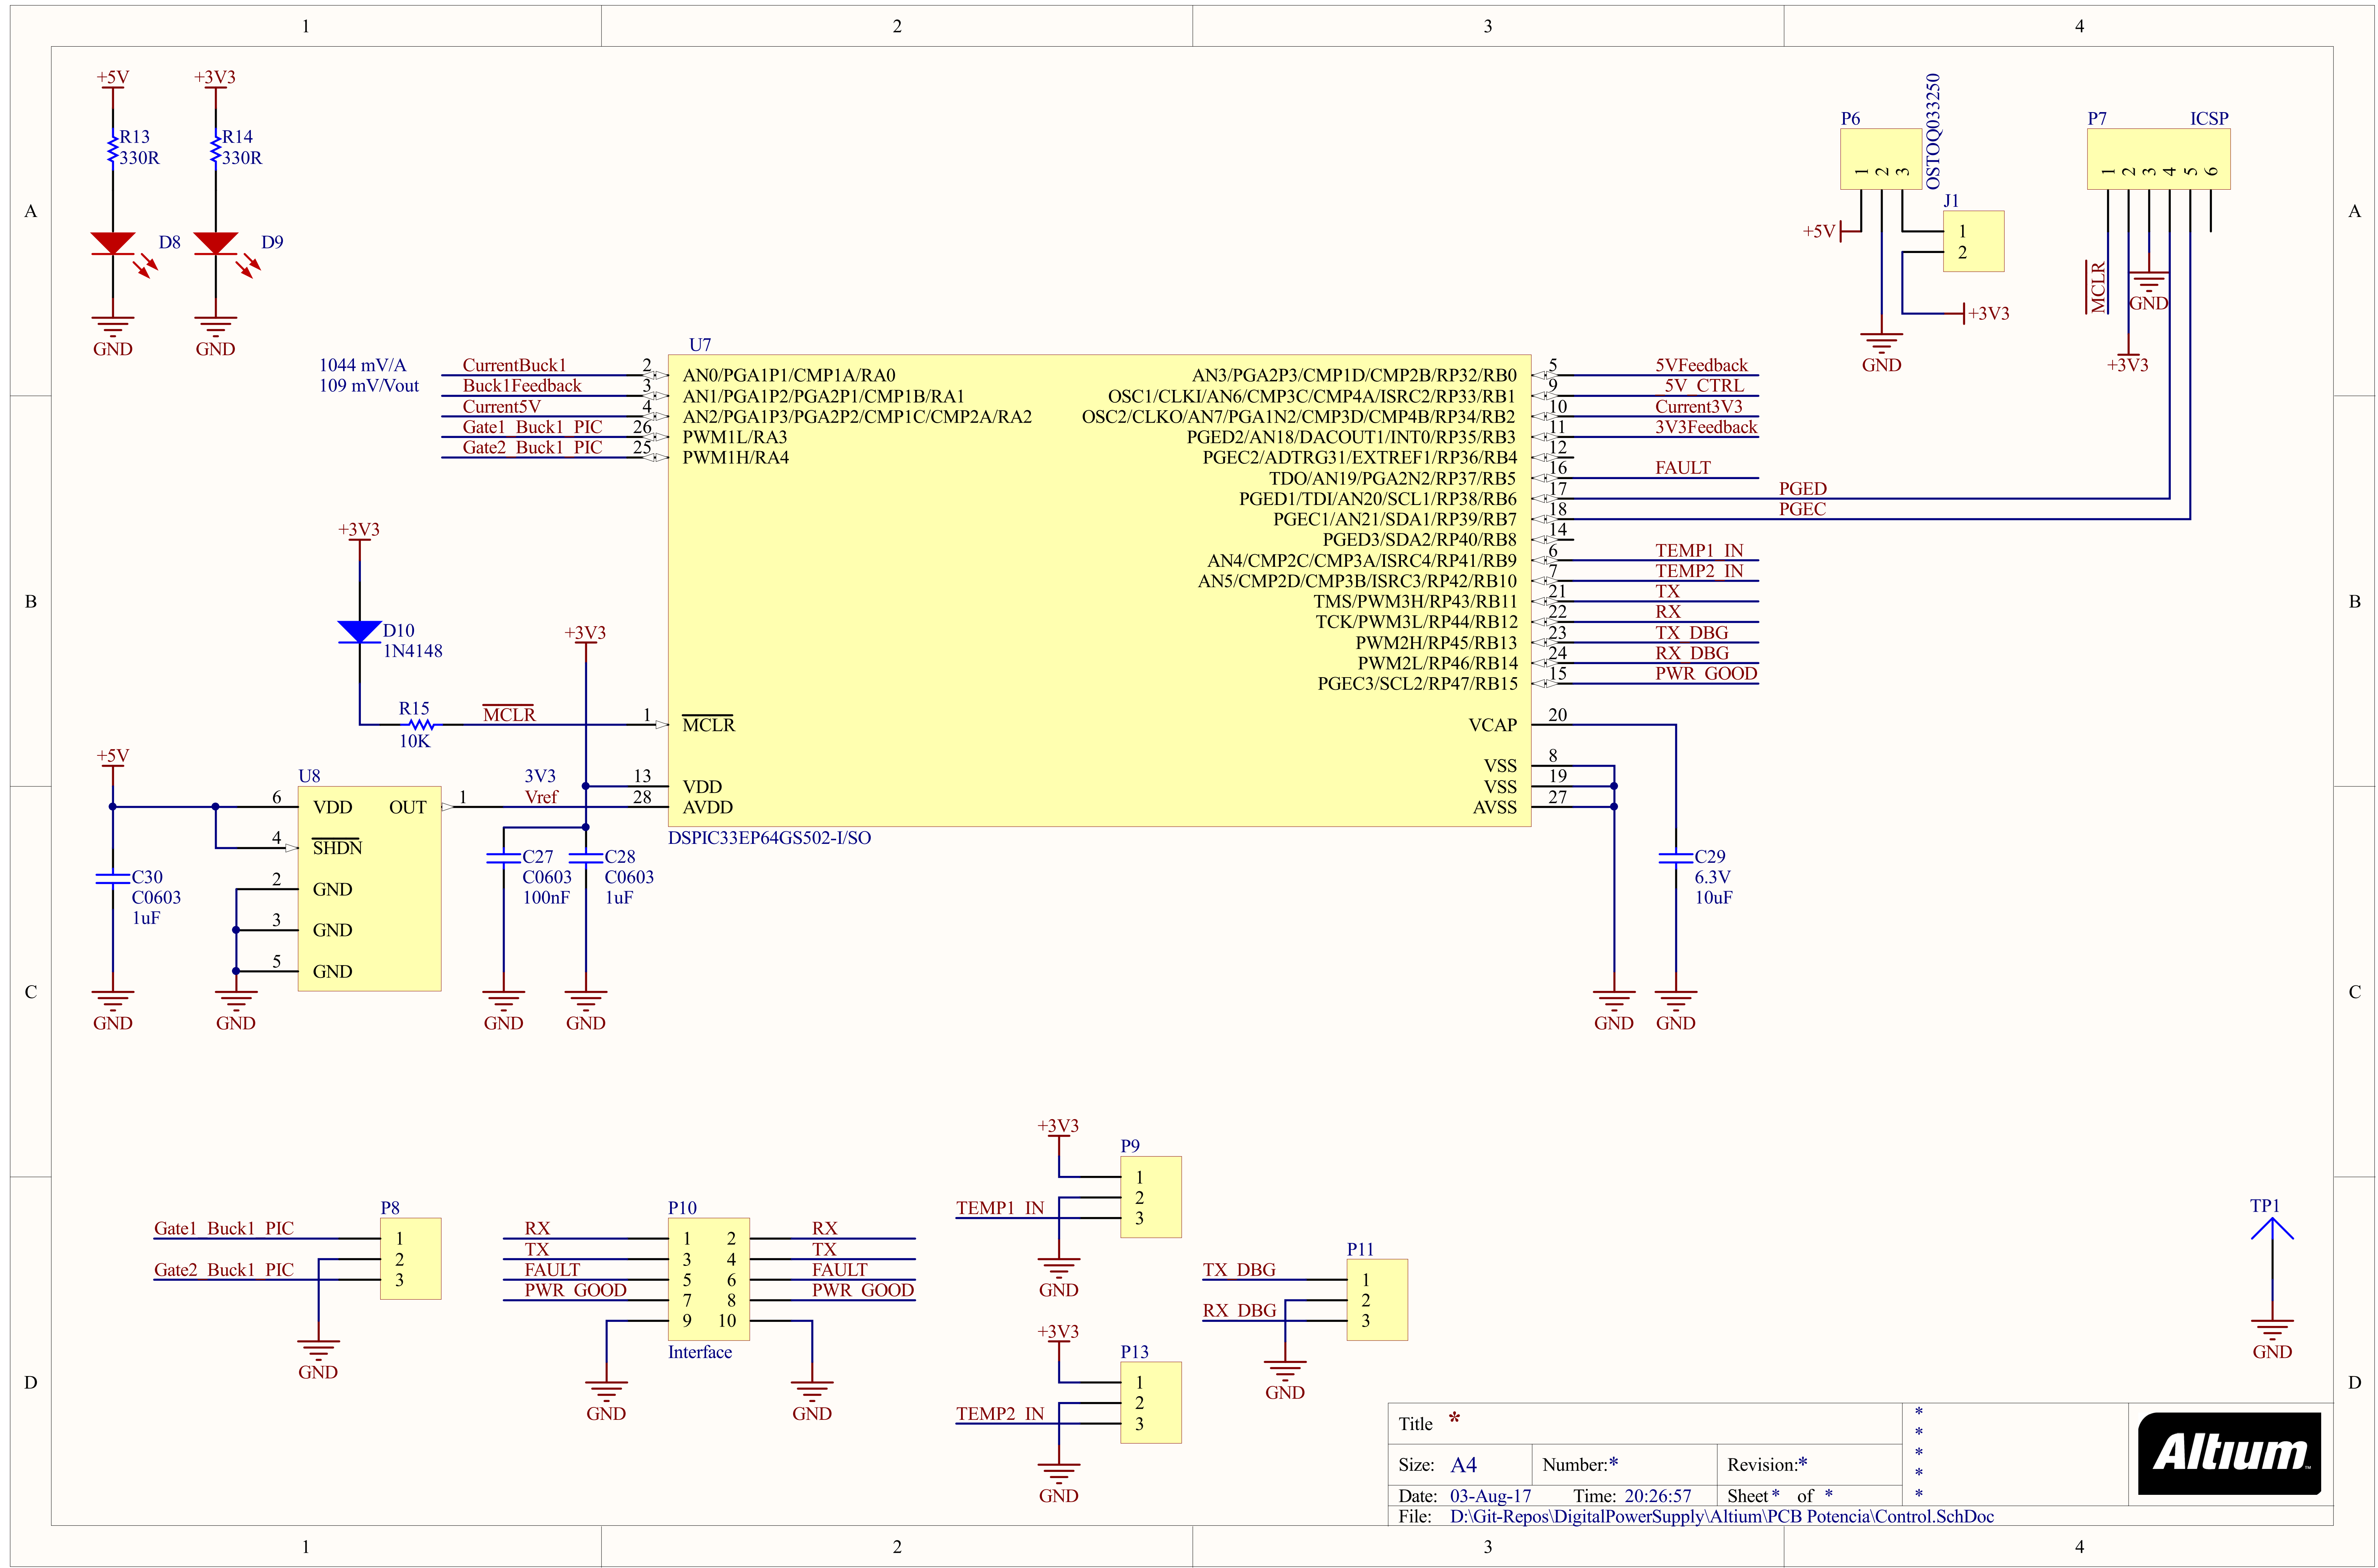 1 2 3 4
A A
B B
C C
D D
1 2 3 4
+5V
R13
330R
D8
GND
+3V3
R14
330R
D9
GND
P6
OSTOQ033250
1 2 3
+5V
GND
J1
1
2
+3V3
P7 ICSP
1 2 3 4 5 6
MCLR
GND
+3V3
U7
1044 mV/A
109 mV/Vout
CurrentBuck1 2 AN0/PGA1P1/CMP1A/RA0
Buck1Feedback 3 AN1/PGA1P2/PGA2P1/CMP1B/RA1
Current5V 4 AN2/PGA1P3/PGA2P2/CMP1C/CMP2A/RA2
Gate1_Buck1_PIC 26 PWM1L/RA3
Gate2_Buck1_PIC 25 PWM1H/RA4
AN3/PGA2P3/CMP1D/CMP2B/RP32/RB0 5 5VFeedback
OSC1/CLKI/AN6/CMP3C/CMP4A/ISRC2/RP33/RB1 9 5V_CTRL
OSC2/CLKO/AN7/PGA1N2/CMP3D/CMP4B/RP34/RB2 10 Current3V3
PGED2/AN18/DACOUT1/INT0/RP35/RB3 11 3V3Feedback
PGEC2/ADTRG31/EXTREF1/RP36/RB4 12
TDO/AN19/PGA2N2/RP37/RB5 16 FAULT
PGED1/TDI/AN20/SCL1/RP38/RB6 17 PGED
PGEC1/AN21/SDA1/RP39/RB7 18 PGEC
PGED3/SDA2/RP40/RB8 14
AN4/CMP2C/CMP3A/ISRC4/RP41/RB9 6 TEMP1_IN
AN5/CMP2D/CMP3B/ISRC3/RP42/RB10 7 TEMP2_IN
TMS/PWM3H/RP43/RB11 21 TX
TCK/PWM3L/RP44/RB12 22 RX
PWM2H/RP45/RB13 23 TX_DBG
PWM2L/RP46/RB14 24 RX_DBG
PGEC3/SCL2/RP47/RB15 15 PWR_GOOD
VCAP 20
VSS 8
VSS 19
AVSS 27
+3V3
D10
1N4148
R15
10K
MCLR 1 MCLR
+3V3
13 VDD
28 AVDD
DSPIC33EP64GS502-I/SO
+5V
U8
6 VDD OUT 1
4 SHDN
2 GND
3 GND
5 GND
3V3
Vref
C30
C0603
1uF
GND
GND
C27
C0603
100nF
GND
C28
C0603
1uF
GND
C29
6.3V
10uF
GND
GND
P8
Gate1_Buck1_PIC 1
2
Gate2_Buck1_PIC 3
GND
P10
RX 1 2 RX
TX 3 4 TX
FAULT 5 6 FAULT
PWR_GOOD 7 8 PWR_GOOD
9 10
Interface
GND GND
+3V3
P9
1
2
TEMP1_IN 3
GND
+3V3
P13
1
2
TEMP2_IN 3
GND
P11
TX_DBG 1
2
RX_DBG 3
GND
TP1
GND
Title *
Size: A4 Number:* Revision:*
Date: 03-Aug-17 Time: 20:26:57 Sheet * of *
File: D:\Git-Repos\DigitalPowerSupply\Altium\PCB Potencia\Control.SchDoc
*
*
*
*
*
Altium